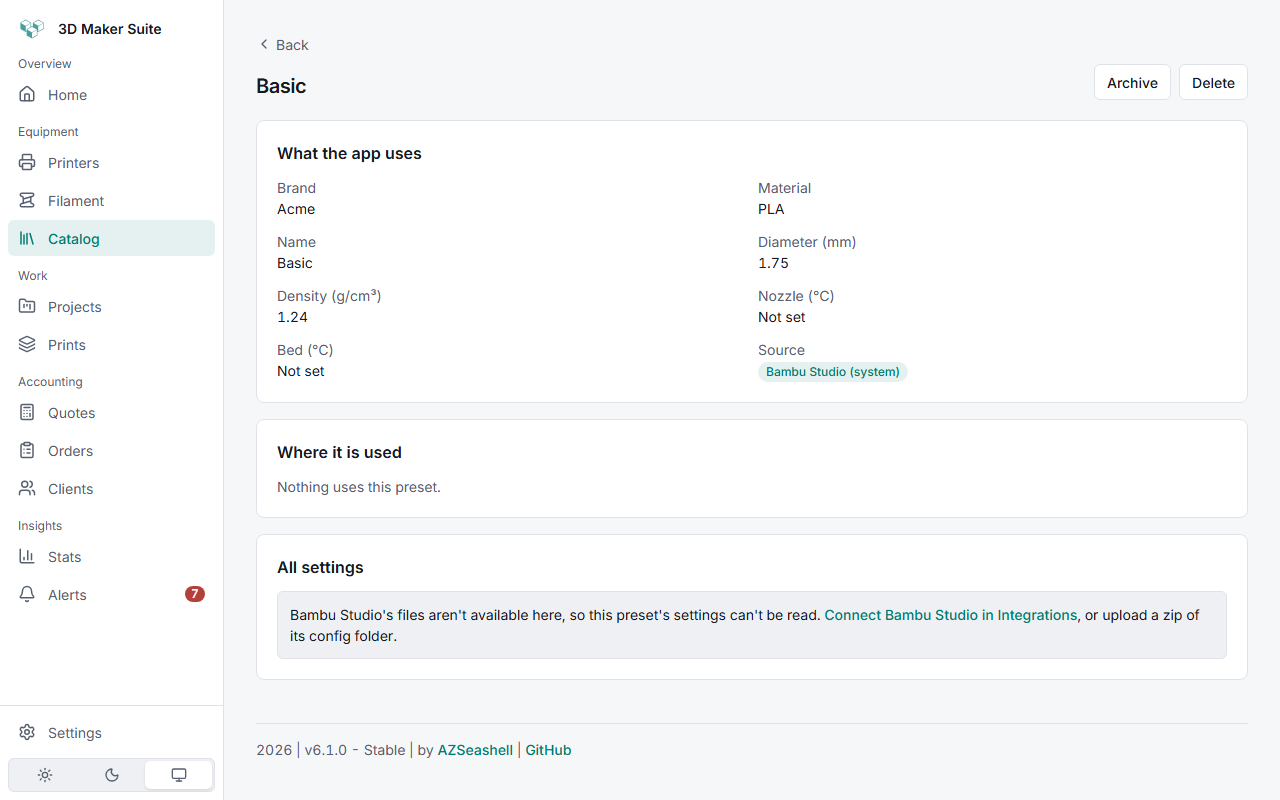 3D Maker Suite
Overview
Home
Equipment
Printers
Filament
Catalog
Work
Projects
Prints
Accounting
Quotes
Orders
Clients
Insights
Stats
Alerts 7
Settings
Back
Basic
Archive
Delete
What the app uses
Brand
Acme
Material
PLA
Name
Basic
Diameter (mm)
1.75
Density (g/cm³)
1.24
Nozzle (°C)
Not set
Bed (°C)
Not set
Source
Bambu Studio (system)
Where it is used
Nothing uses this preset.
All settings
Bambu Studio's files aren't available here, so this preset's settings can't be read. Connect Bambu Studio in Integrations, or upload a zip of
its config folder.
2026 | v6.1.0 - Stable | by AZSeashell | GitHub